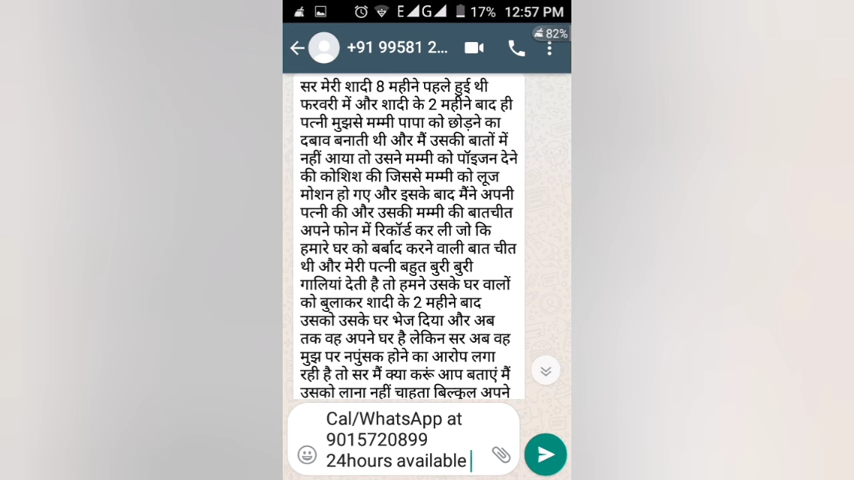 EG 17% 12:57 PM
82%
+91 99581 2...
सर मेरी शादी 8 महीने पहले हुई थी
फरवरी में और शादी के 2 महीने बाद ही
पत्नी मुझसे मम्मी पापा को छोड़ने का
दबाव बनाती थी और मैं उसकी बातों में
नहीं आया तो उसने मम्मी को पॉइजन देने
की कोशिश की जिससे मम्मी को लूज
मोशन हो गए और इसके बाद मैंने अपनी
पत्नी की और उसकी मम्मी की बातचीत
अपने फोन में रिकॉर्ड कर ली जो कि
हमारे घर को बर्बाद करने वाली बात चीत
थी और मेरी पत्नी बहुत बुरी बुरी
गालियां देती है तो हमने उसके घर वालों
को बुलाकर शादी के 2 महीने बाद
उसको उसके घर भेज दिया और अब
तक वह अपने घर है लेकिन सर अब वह
मुझ पर नपुंसक होने का आरोप लगा
रही है तो सर मैं क्या करूं आप बताएं मैं
उसको लाना नहीं चाहता बिल्कुल अपने
Cal/WhatsApp at
9015720899
24hours available